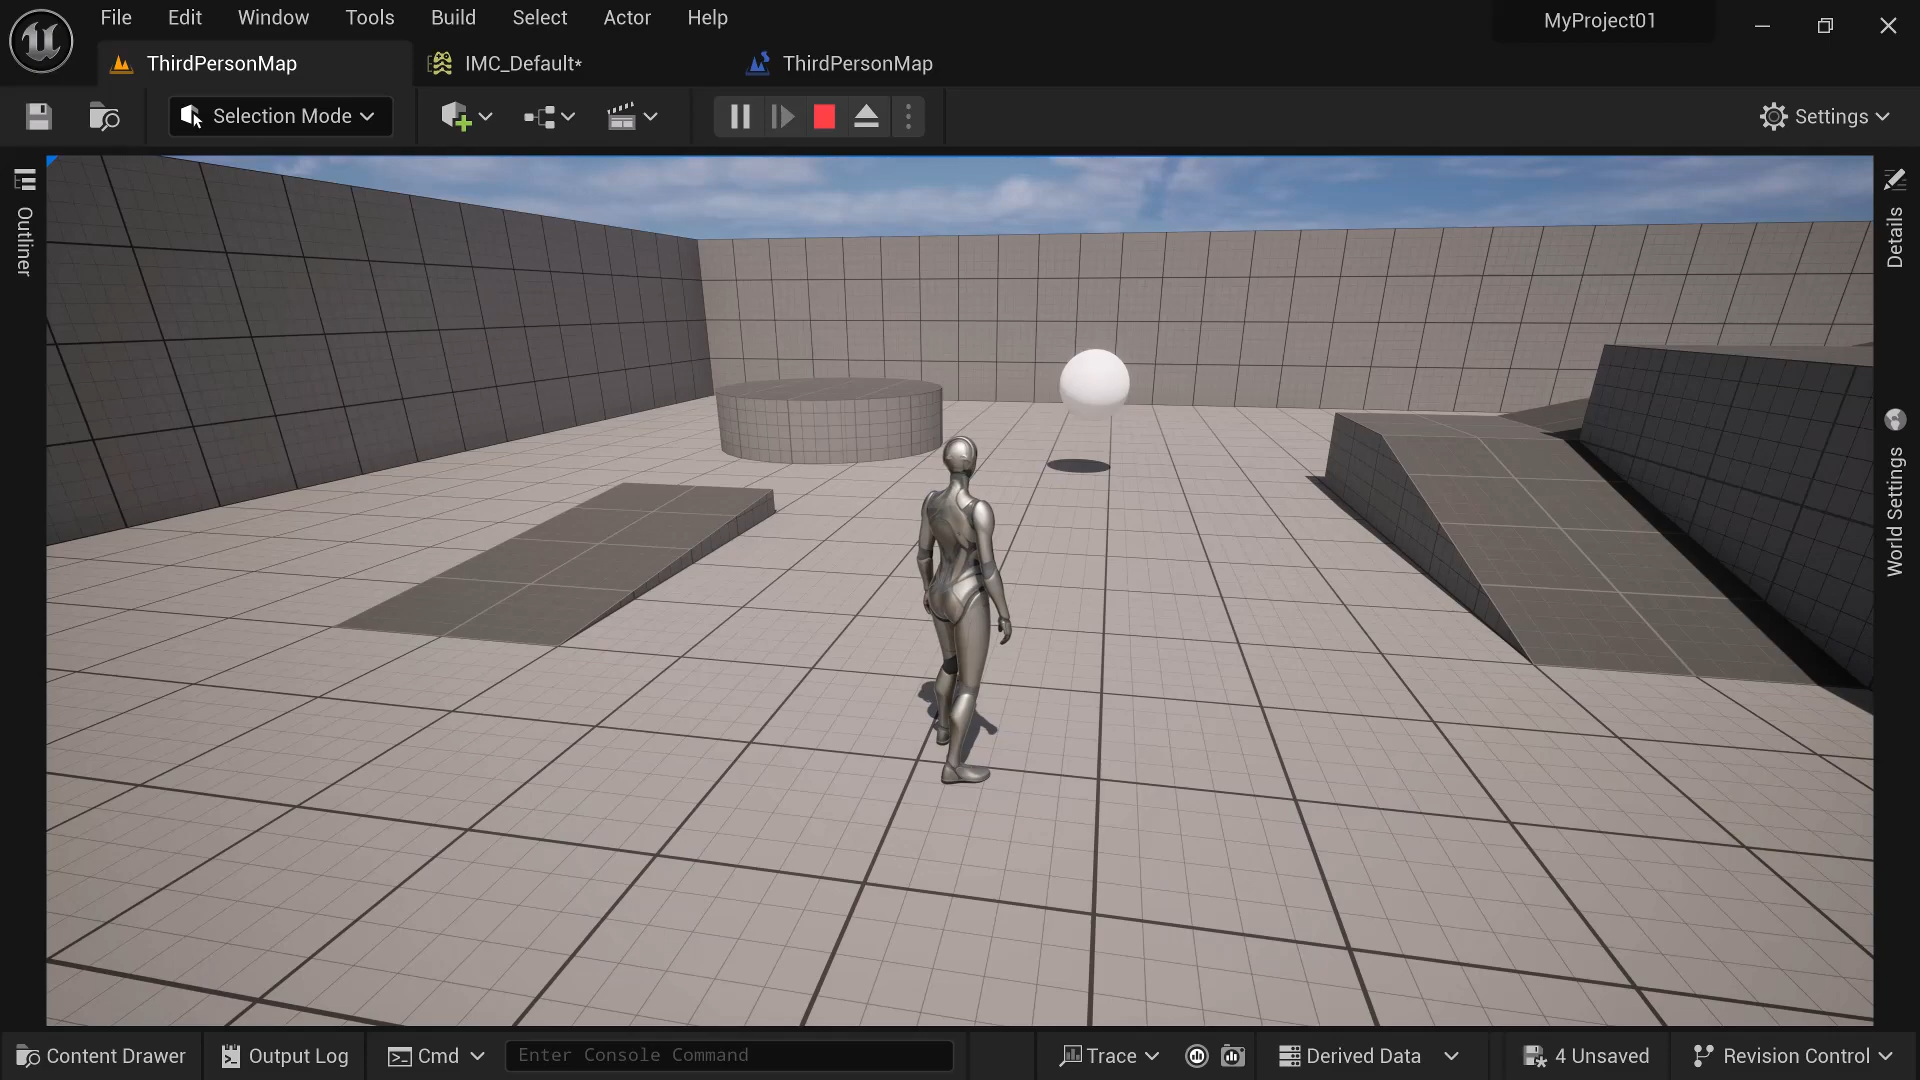 File Edit Window Tools Build Select Actor Help
MyProject01
ThirdPersonMap
IMC_Default*
ThirdPersonMap
Selection Mode
Settings
Outliner
Details
World Settings
Content Drawer
Output Log
Cmd
Enter Console Command
Trace
Derived Data
4 Unsaved
Revision Control